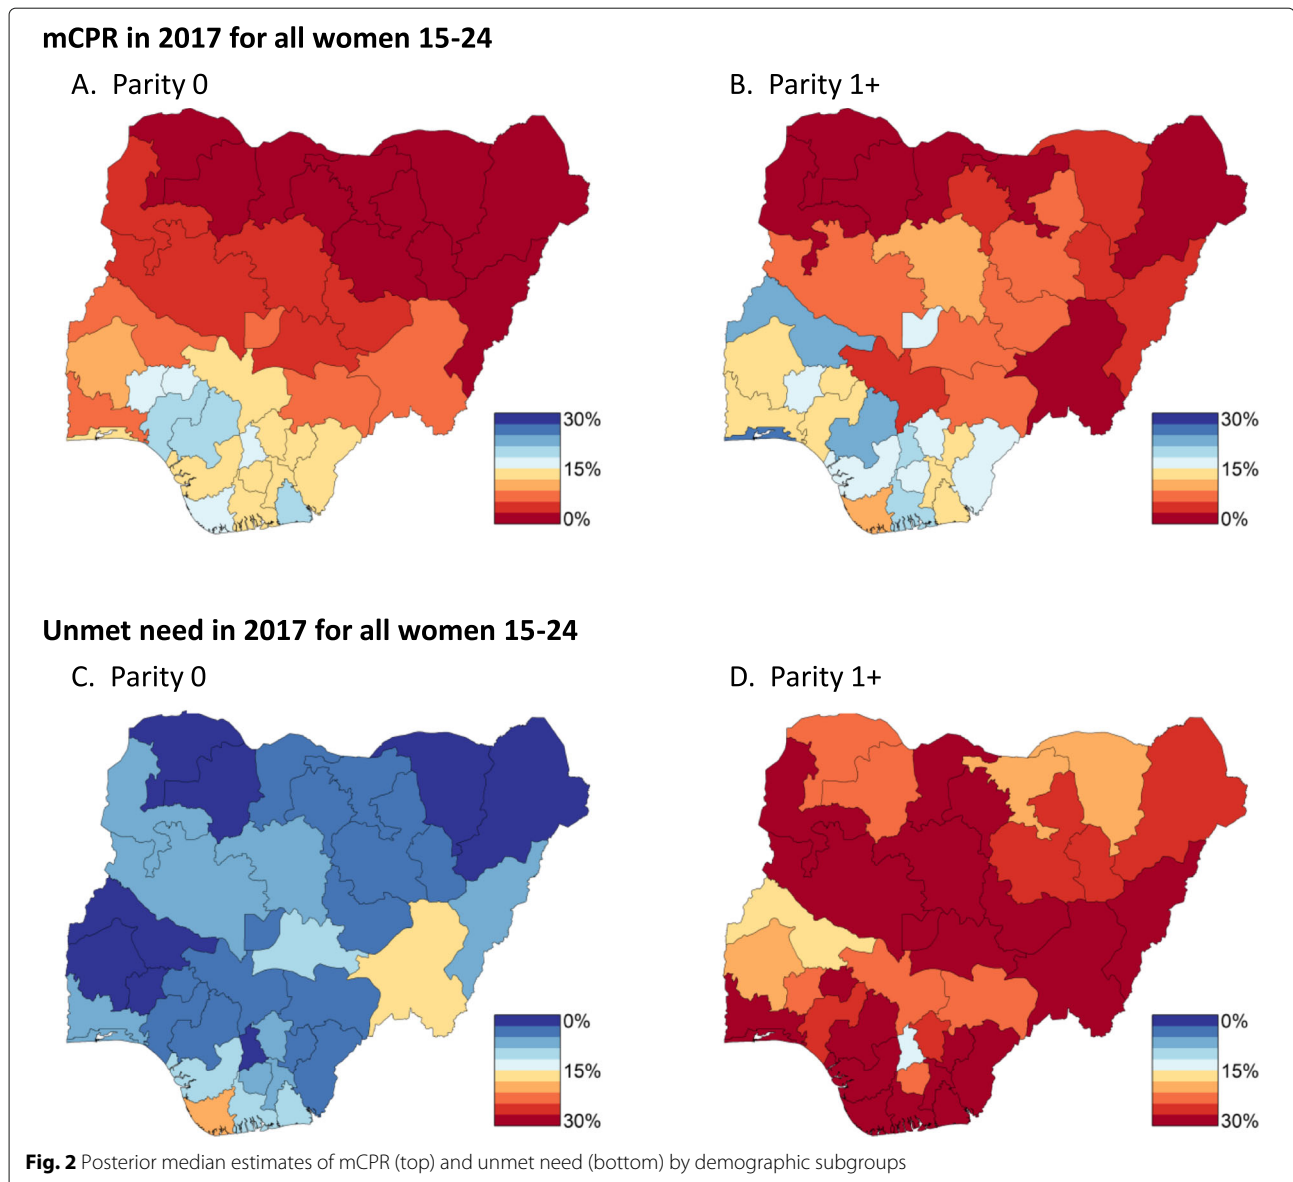 mCPR in 2017 for all women 15-24
A. Parity 0
B. Parity 1+
30%
15%
0%
30%
15%
0%
Unmet need in 2017 for all women 15-24
C. Parity 0
D. Parity 1+
0%
15%
30%
0%
15%
30%
Fig. 2 Posterior median estimates of mCPR (top) and unmet need (bottom) by demographic subgroups